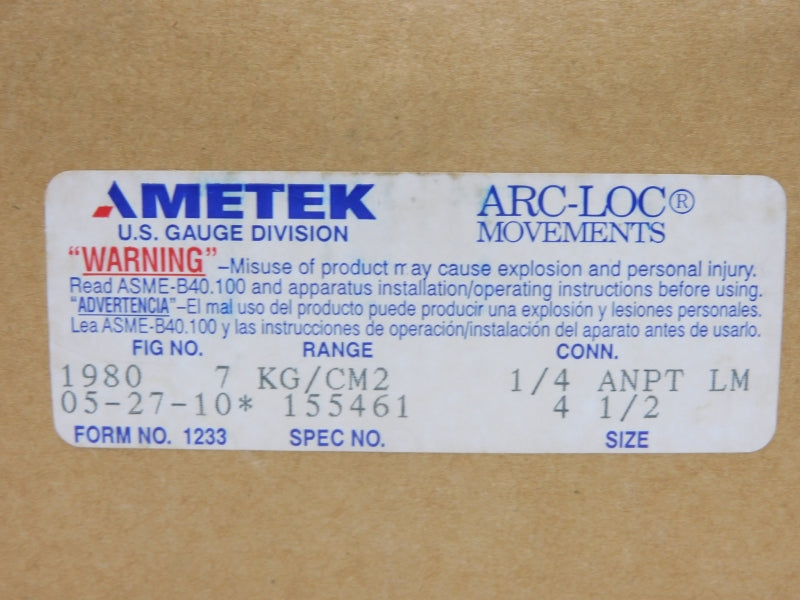 AMETEK
U.S. GAUGE DIVISION
ARC-LOC®
MOVEMENTS
"WARNING" –Misuse of product may cause explosion and personal injury.
Read ASME-B40.100 and apparatus installation/operating instructions before using.
"ADVERTENCIA"–El mal uso del producto puede producir una explosión y lesiones personales.
Lea ASME-B40.100 y las instrucciones de operación/instalación del aparato antes de usarlo.
FIG NO. RANGE CONN.
1980 7 KG/CM2 1/4 ANPT LM
05-27-10* 155461 4 1/2
FORM NO. 1233 SPEC NO. SIZE